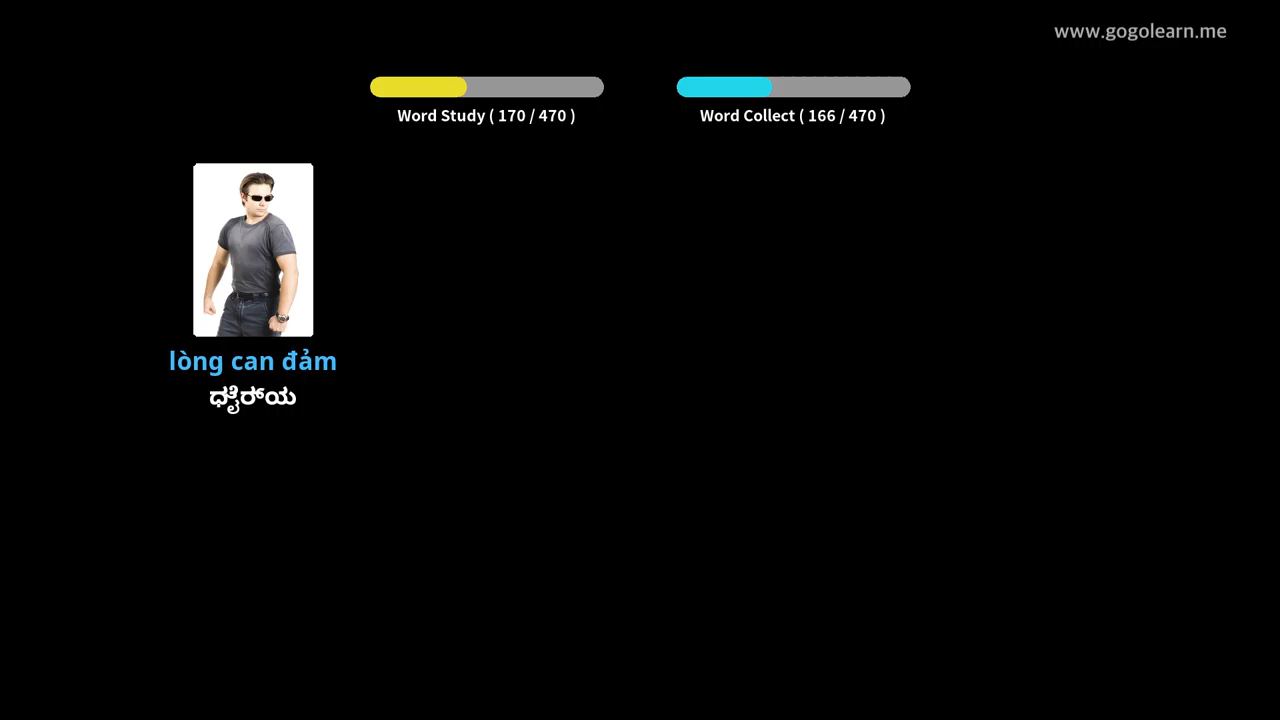 www.gogolearn.me
Word Study ( 170 / 470 )
Word Collect ( 166 / 470 )
lòng can đảm
ಧೈರ್ಯ